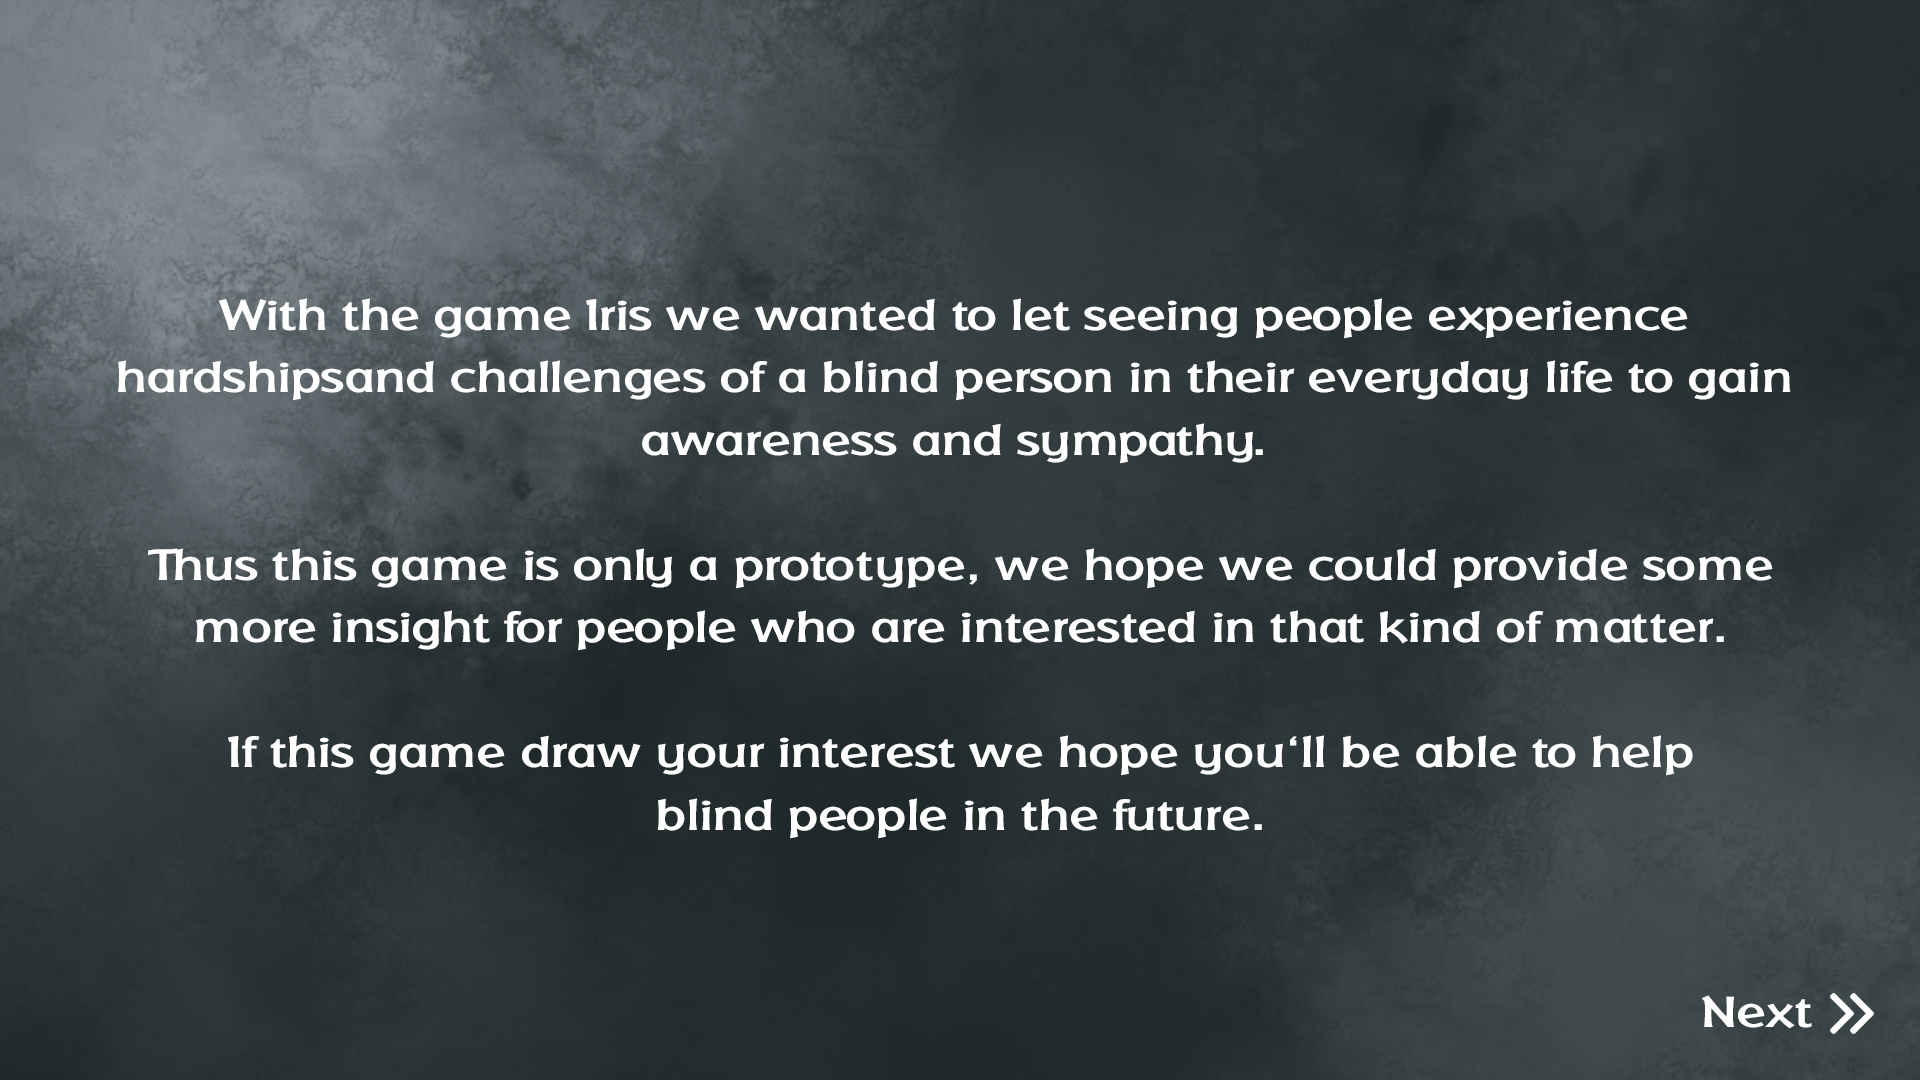 With the game Iris we wanted to let seeing people experience
hardshipsand challenges of a blind person in their everyday life to gain
awareness and sympathy.
Thus this game is only a prototype, we hope we could provide some
more insight for people who are interested in that kind of matter.
If this game draw your interest we hope you‘ll be able to help
blind people in the future.
Next